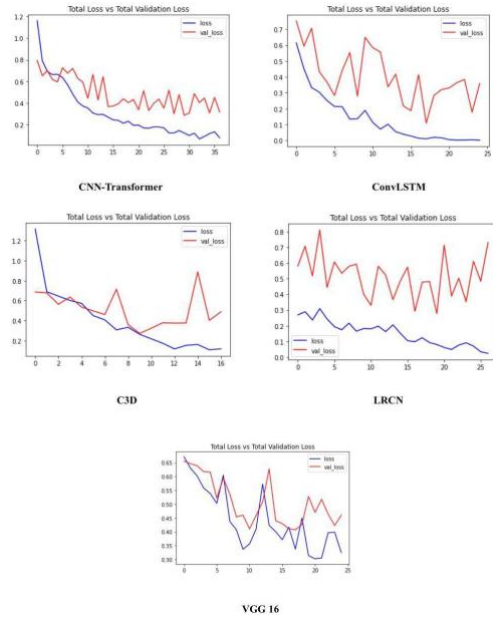 Total Loss vs Total Validation Loss
loss
val_loss
1.2
1.0
0.8
0.6
0.4
0.2
0 5 10 15 20 25 30 35
CNN-Transformer
Total Loss vs Total Validation Loss
loss
val_loss
0.7
0.6
0.5
0.4
0.3
0.2
0.1
0.0
0 5 10 15 20 25
ConvLSTM
Total Loss vs Total Validation Loss
loss
val_loss
1.2
1.0
0.8
0.6
0.4
0.2
0 2 4 6 8 10 12 14 16
C3D
Total Loss vs Total Validation Loss
0.8
0.7
0.6
0.5
0.4
0.3
0.2
0.1
0.0
loss
val_loss
0 5 10 15 20 25
LRCN
Total Loss vs Total Validation Loss
loss
val_loss
0.65
0.60
0.55
0.50
0.45
0.40
0.35
0.30
0 5 10 15 20 25
VGG 16